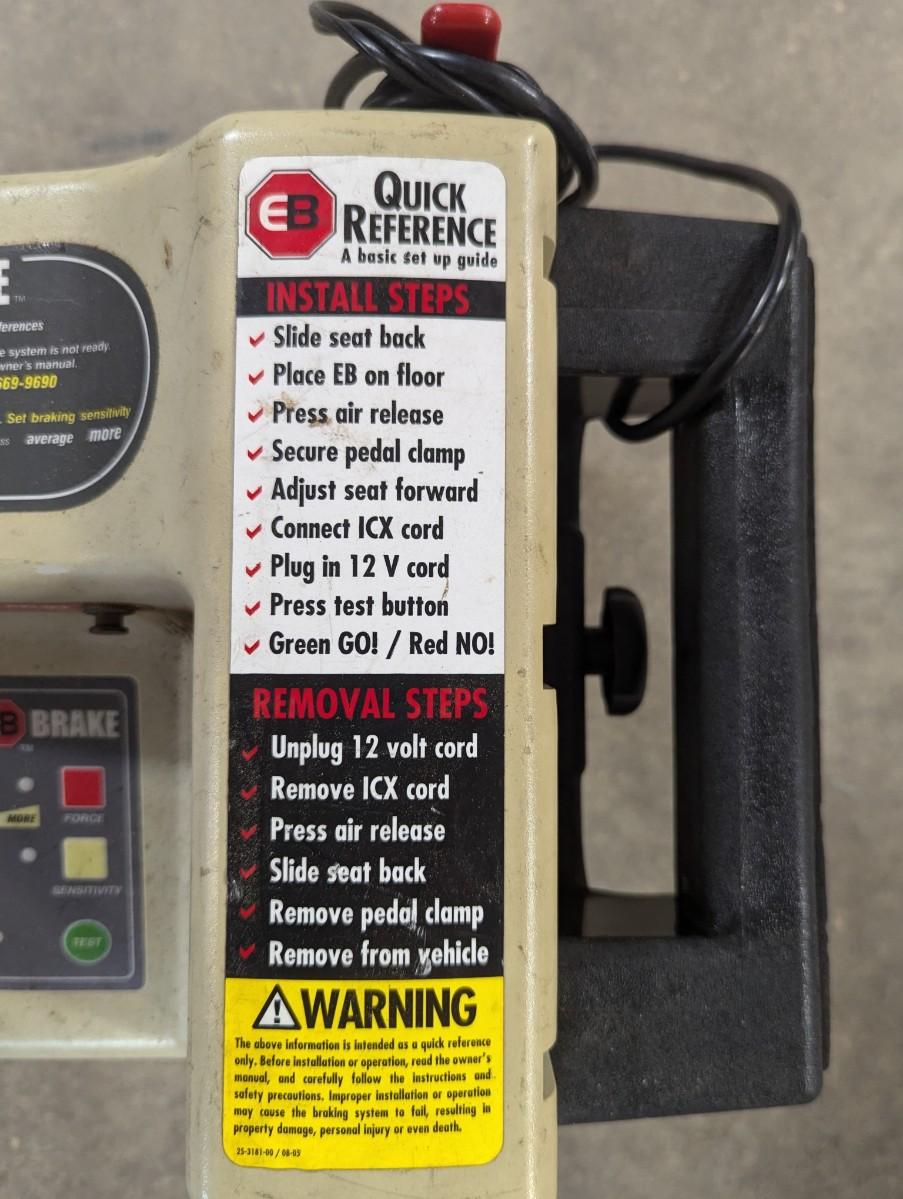 EB
QUICK
REFERENCE
A basic set up guide
INSTALL STEPS
Slide seat back
Place EB on floor
Press air release
Secure pedal clamp
Adjust seat forward
Connect ICX cord
Plug in 12 V cord
Press test button
Green GO! / Red NO!
REMOVAL STEPS
Unplug 12 volt cord
Remove ICX cord
Press air release
Slide seat back
Remove pedal clamp
Remove from vehicle
WARNING
The above information is intended as a quick reference
only. Before installation or operation, read the owner's
manual, and carefully follow the instructions and
safety precautions. Improper installation or operation
may cause the braking system to fail, resulting in
property damage, personal injury or even death.
25-3181-00 / 08-05
E™
ferences
e system is not ready.
wner's manual.
669-9690
. Set braking sensitivity
ss average more
B BRAKE
TM
FORCE
MORE
SENSITIVITY
TEST